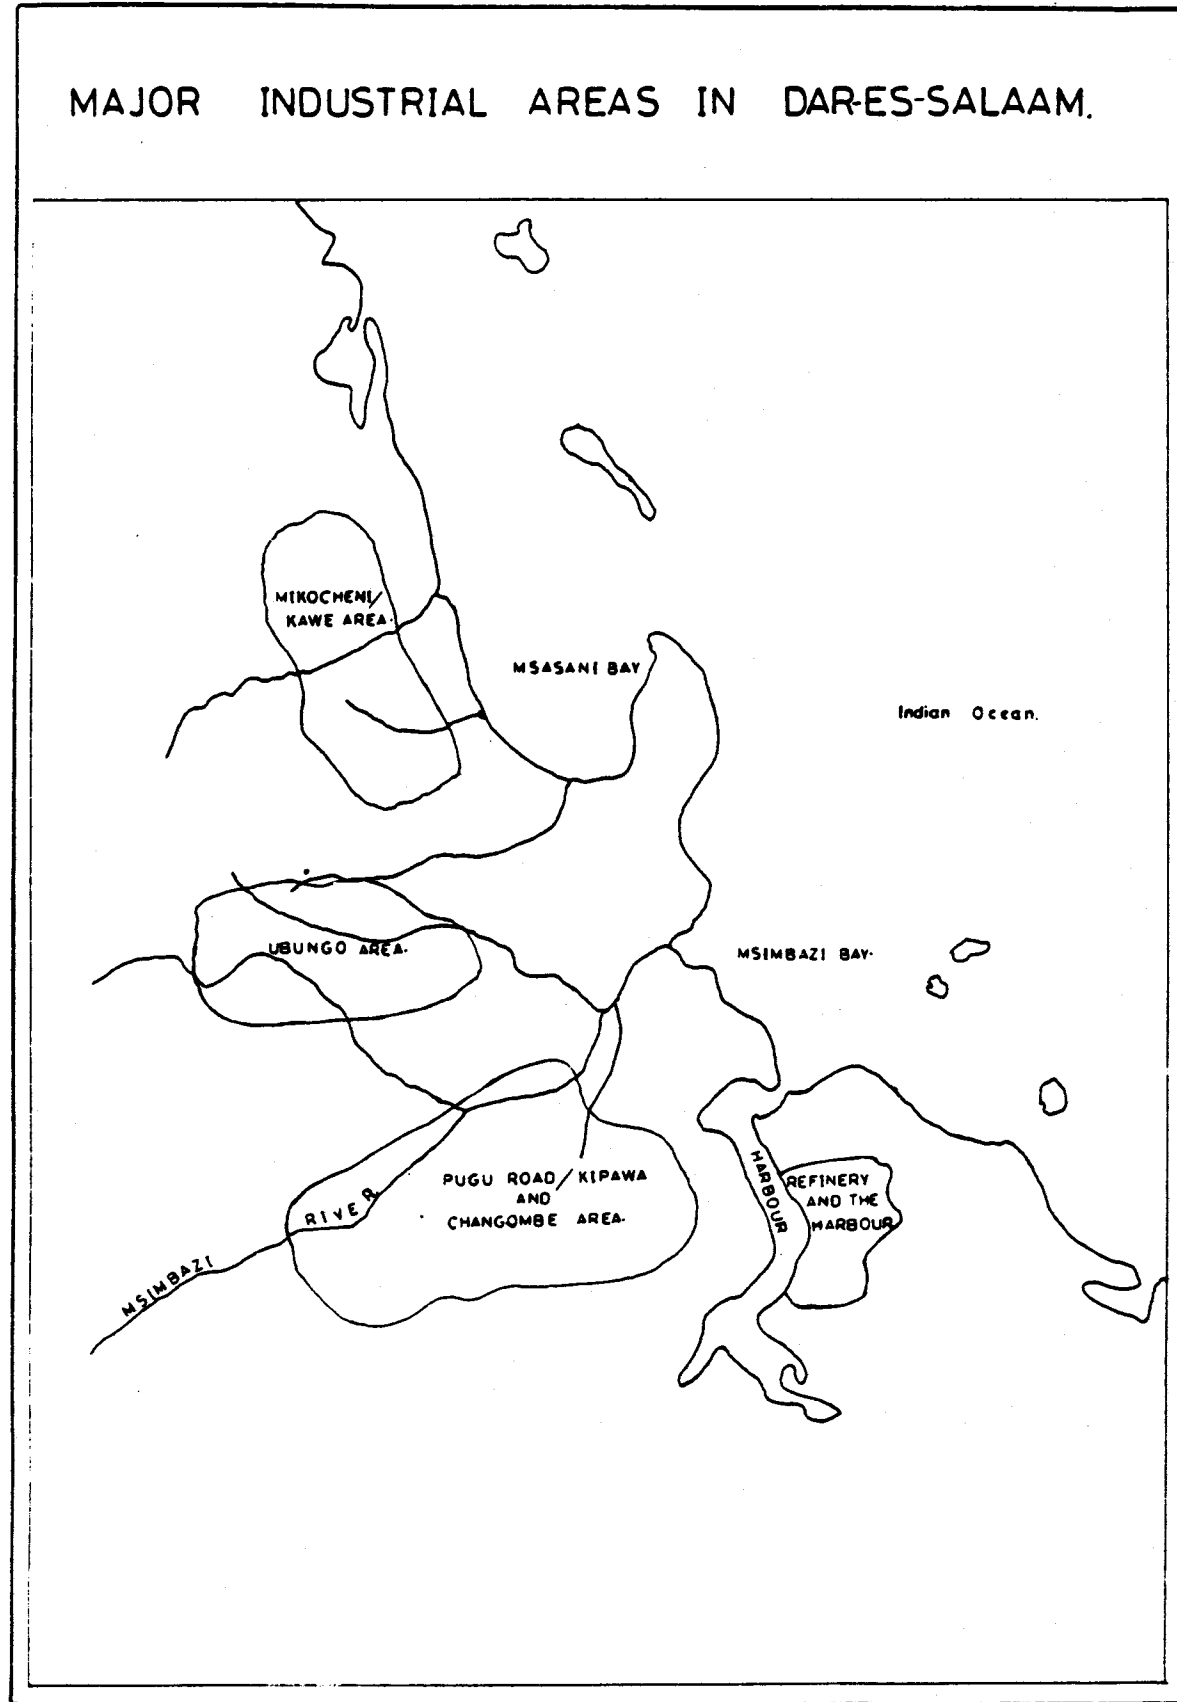 MAJOR INDUSTRIAL AREAS IN DAR-ES-SALAAM.
MIKOCHENI/
KAWE AREA.
MSASANI BAY
Indian Ocean.
UBUNGO AREA.
MSIMBAZI BAY.
PUGU ROAD/KIPAWA
AND
CHANGOMBE AREA.
HARBOUR
REFINERY
AND THE
HARBOUR
MSIMBAZI RIVER